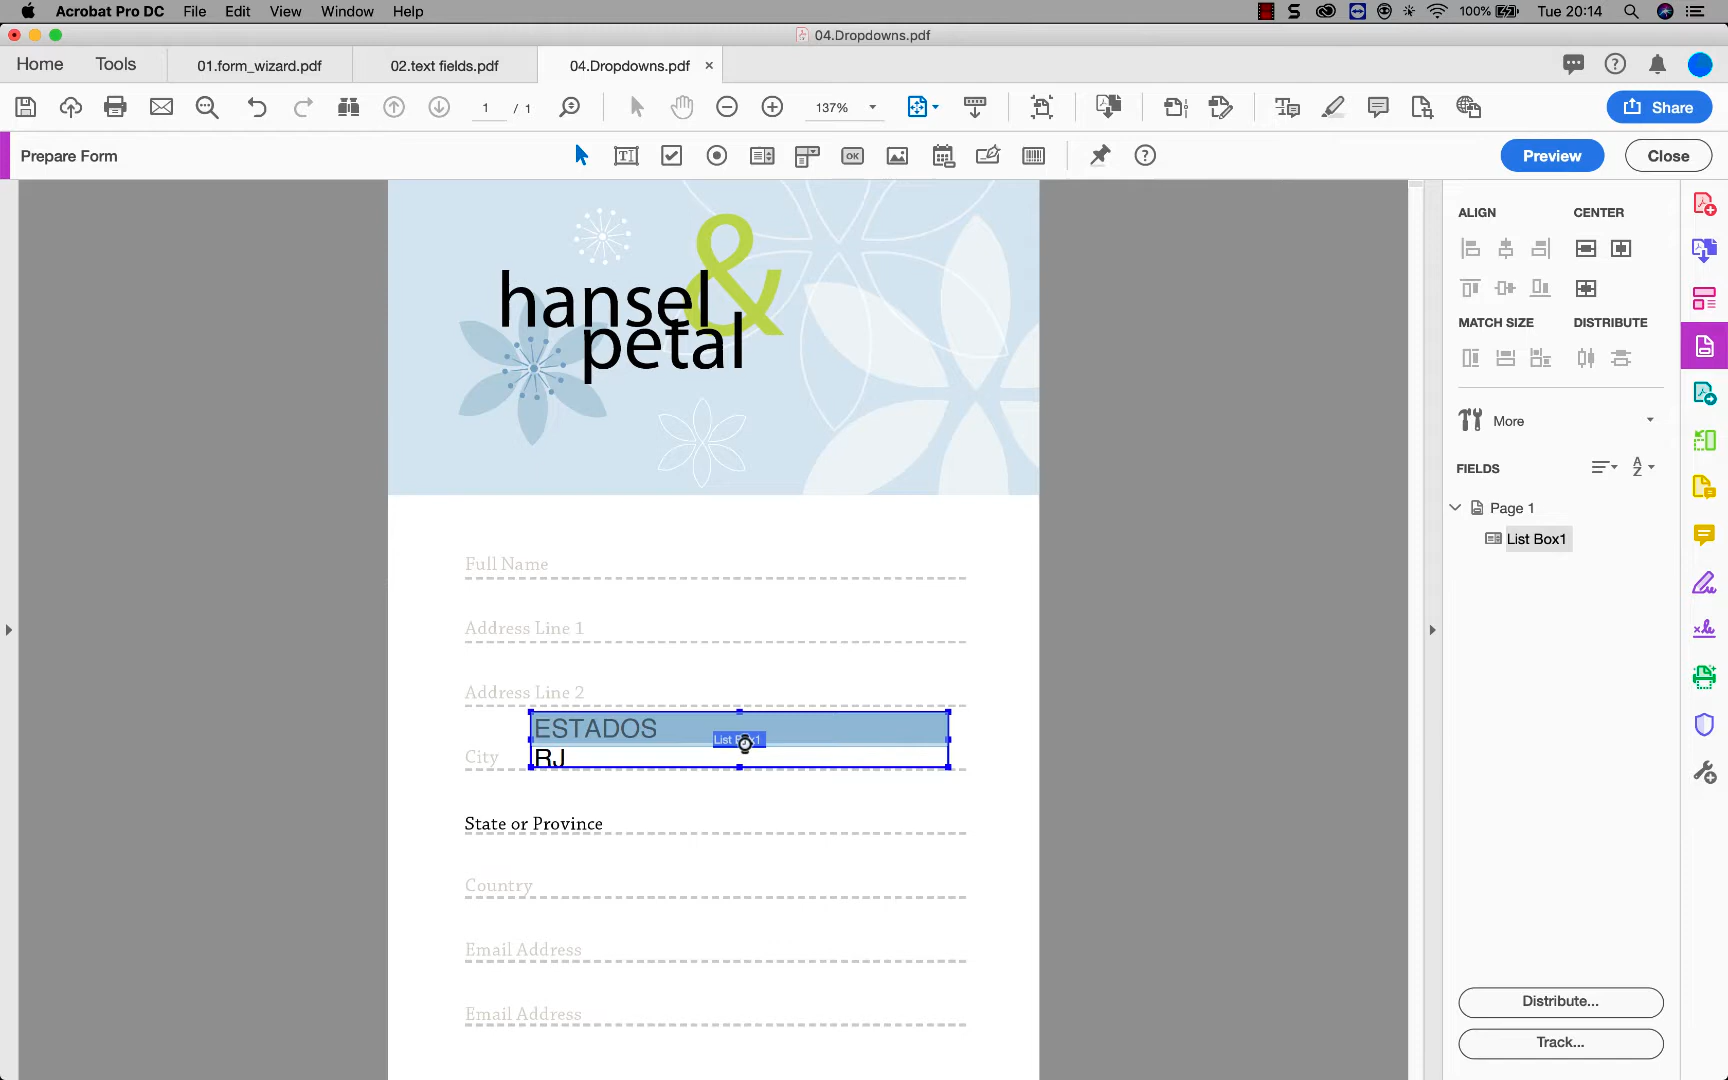 Acrobat Pro DC File Edit View Window Help 100% Tue 20:14
04.Dropdowns.pdf
Home Tools 01.form_wizard.pdf 02.text fields.pdf 04.Dropdowns.pdf ×
1 / 1 137% Share
Prepare Form Preview Close
hansel
&
petal
Full Name
Address Line 1
Address Line 2
ESTADOS
City RJ
State or Province
Country
Email Address
Email Address
ALIGN CENTER
MATCH SIZE DISTRIBUTE
More
FIELDS
Page 1
List Box1
Distribute...
Track...